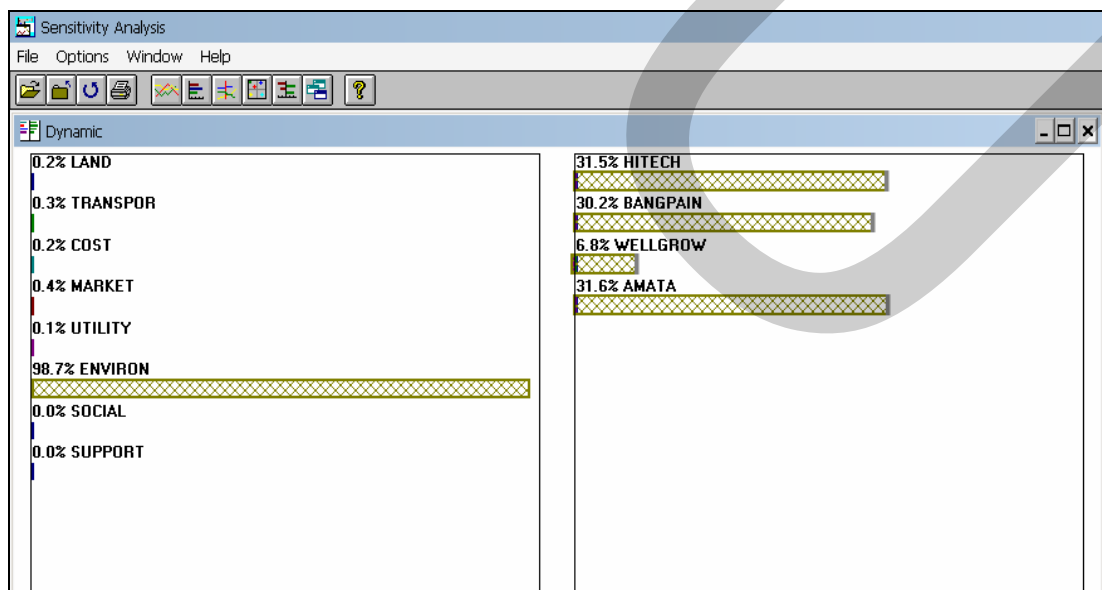 Sensitivity Analysis
File Options Window Help
Dynamic
0.2% LAND
0.3% TRANSPOR
0.2% COST
0.4% MARKET
0.1% UTILITY
98.7% ENVIRON
0.0% SOCIAL
0.0% SUPPORT
31.5% HITECH
30.2% BANGPAIN
6.8% WELLGROW
31.6% AMATA